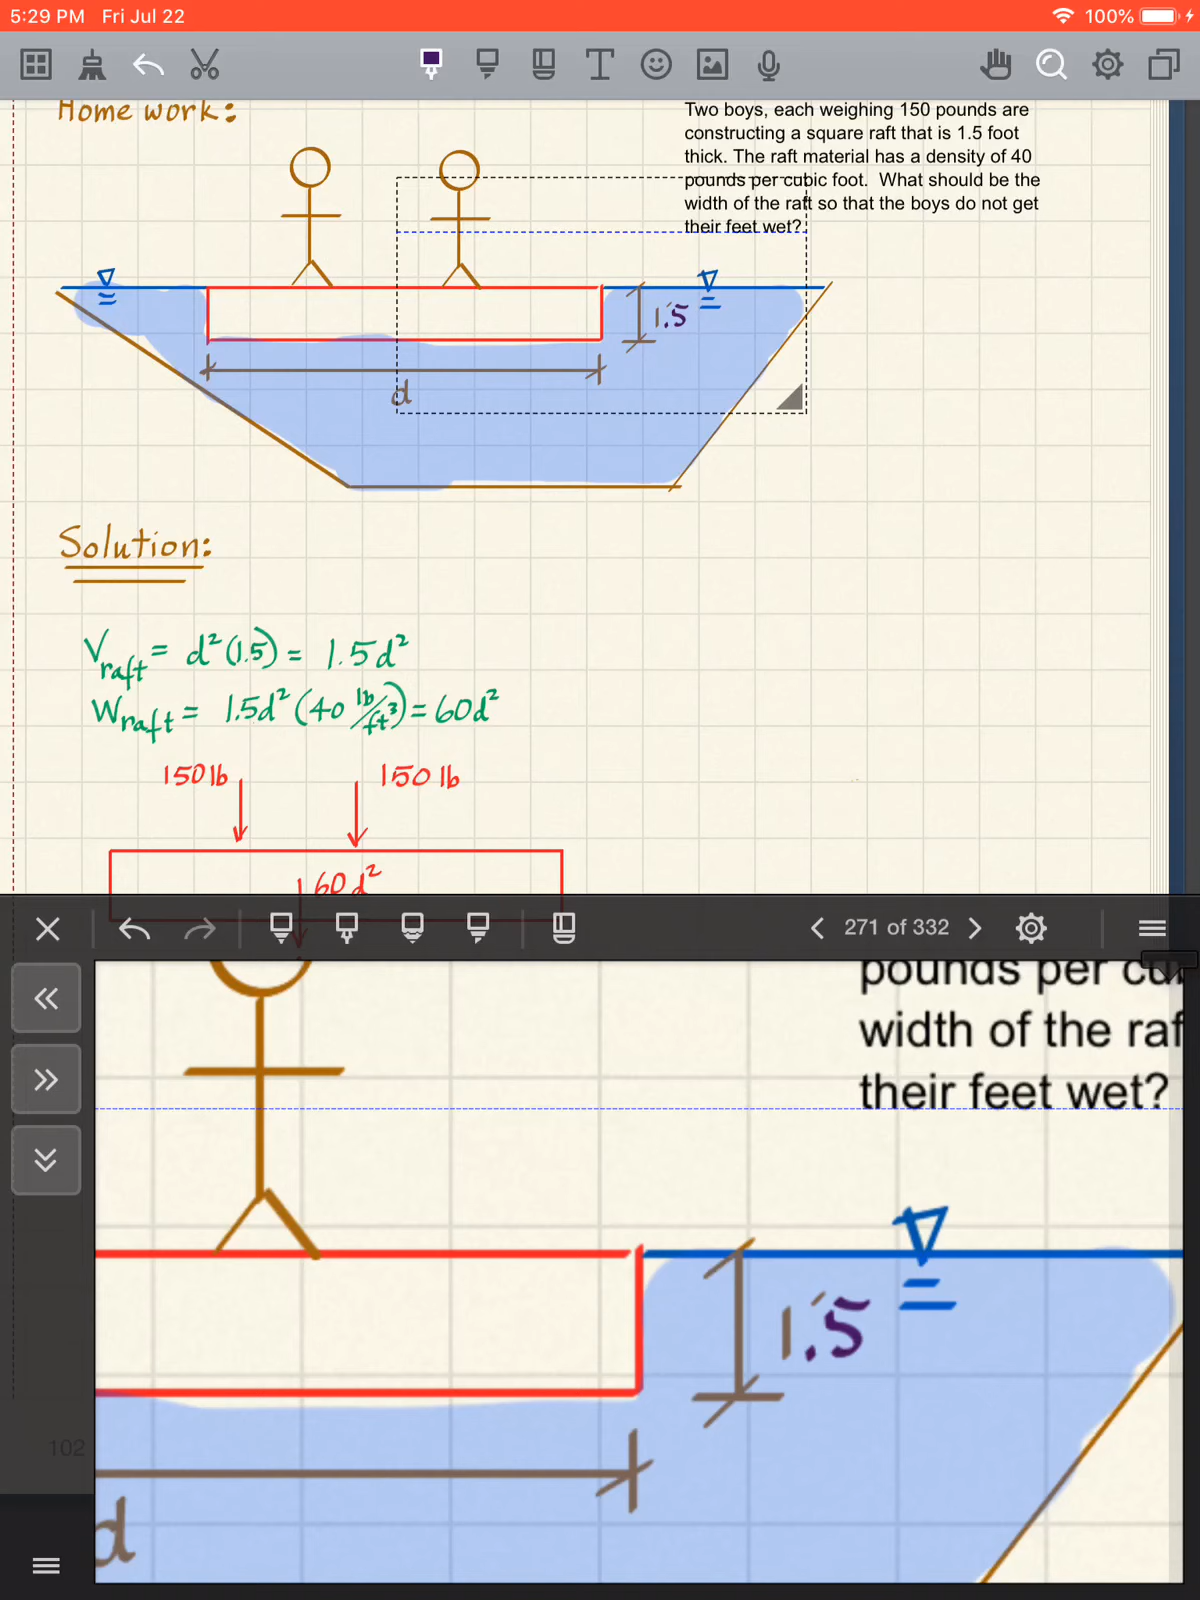 5:29 PM Fri Jul 22
100%
Home work:
Two boys, each weighing 150 pounds are
constructing a square raft that is 1.5 foot
thick. The raft material has a density of 40
pounds per cubic foot. What should be the
width of the raft so that the boys do not get
their feet wet?
1.5
d
Solution:
Vraft = d²(1.5) = 1.5d²
Wraft = 1.5d² (40 lb/ft³) = 60d²
150 lb 150 lb
60d²
271 of 332
pounds per cu
width of the raf
their feet wet?
1.5
102
d